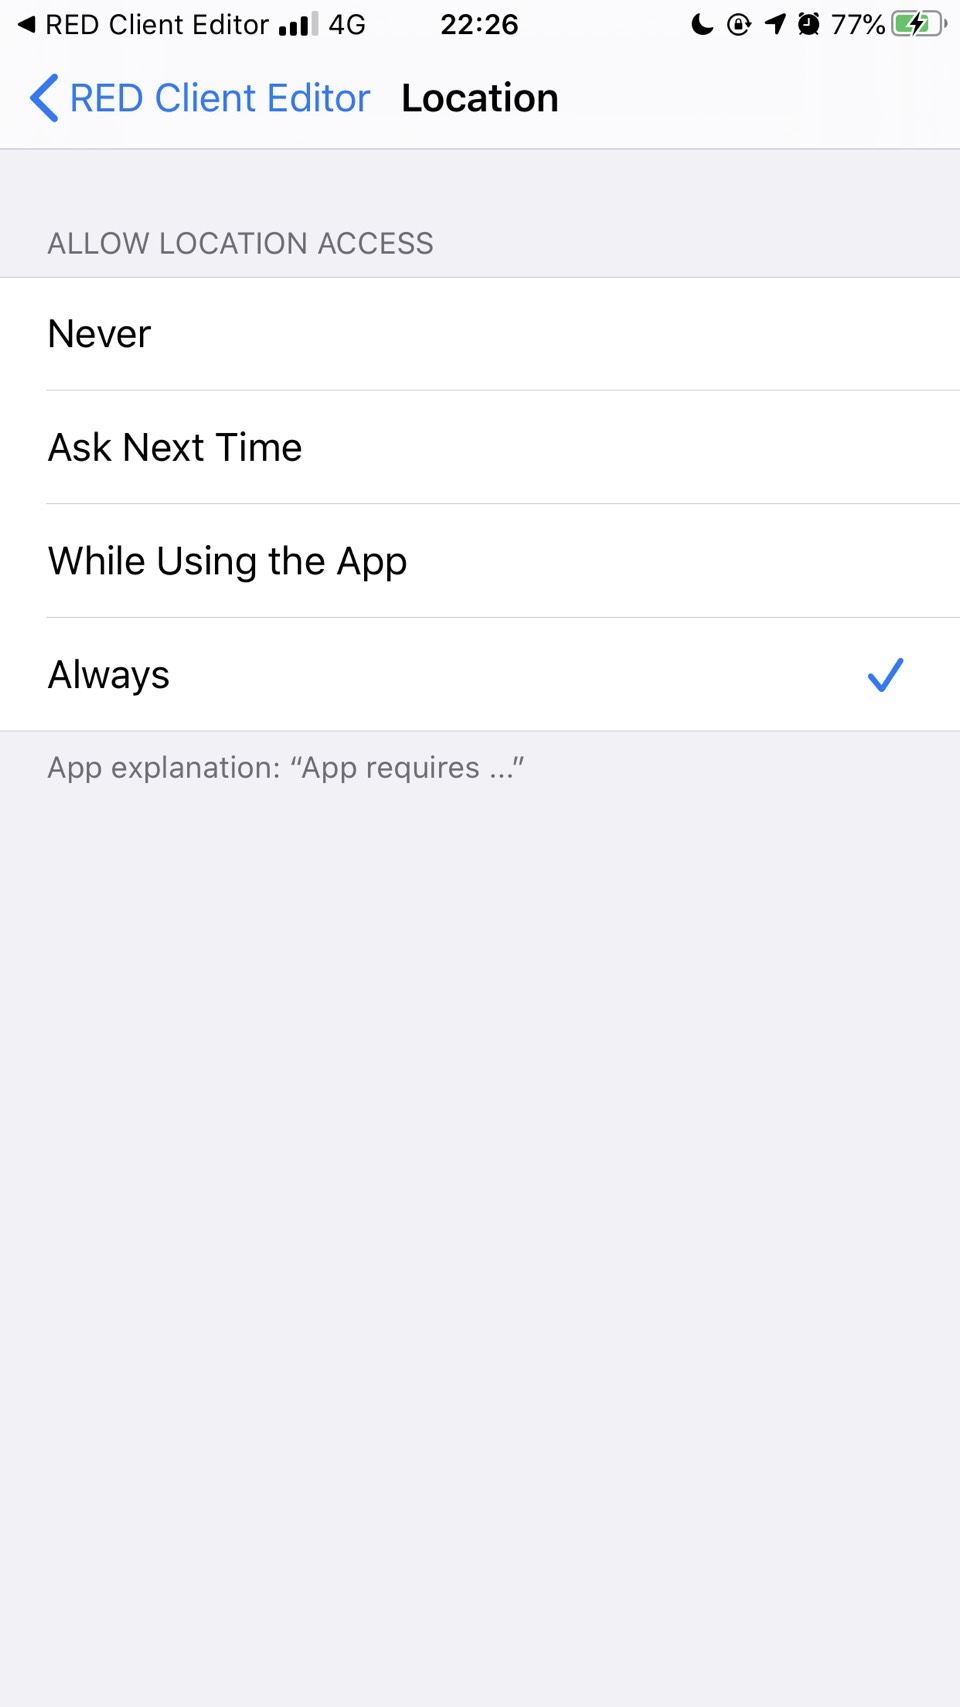 ◀ RED Client Editor 4G 22:26 77%
RED Client Editor Location
ALLOW LOCATION ACCESS
Never
Ask Next Time
While Using the App
Always
App explanation: “App requires ...”